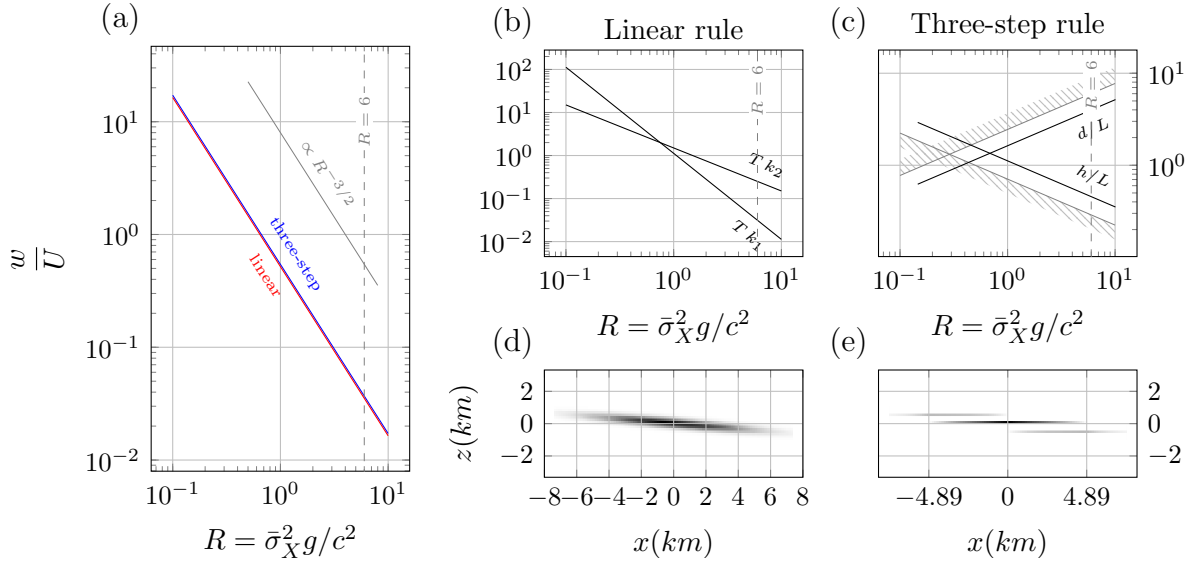 (a)
10^1
10^0
10^−1
10^−2
w/U
∝ R^−3/2
R = 6
three-step
linear
10^−1 10^0 10^1
R = σ̄_X^2 g/c^2
(b) Linear rule
10^2
10^1
10^0
10^−1
10^−2
R = 6
T k_2
T k_1
10^−1 10^0 10^1
R = σ̄_X^2 g/c^2
(c) Three-step rule
10^1
10^0
R = 6
d/L
h/L
10^−1 10^0 10^1
R = σ̄_X^2 g/c^2
(d)
z(km)
2
0
−2
−8 −6 −4 −2 0 2 4 6 8
x(km)
(e)
2
0
−2
−4.89 0 4.89
x(km)